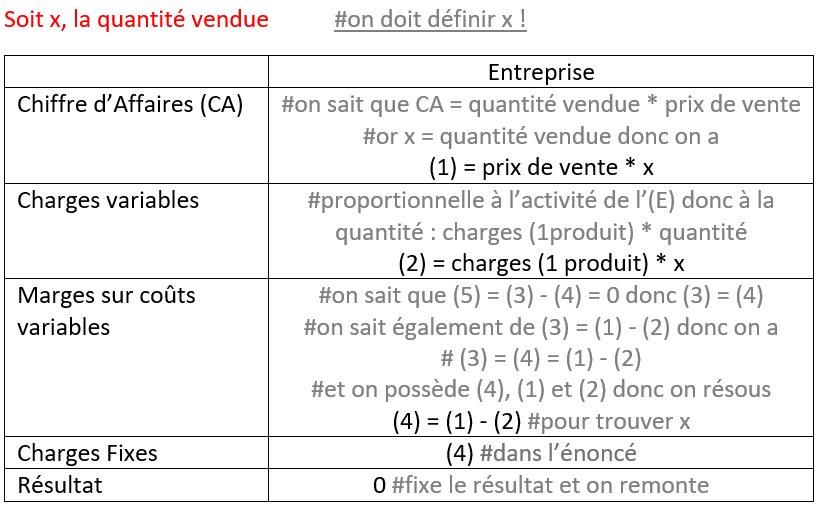 Soit x, la quantité vendue #on doit définir x !
Entreprise
Chiffre d’Affaires (CA) #on sait que CA = quantité vendue * prix de vente
#or x = quantité vendue donc on a
(1) = prix de vente * x
Charges variables #proportionnelle à l’activité de l’(E) donc à la
quantité : charges (1produit) * quantité
(2) = charges (1 produit) * x
Marges sur coûts #on sait que (5) = (3) - (4) = 0 donc (3) = (4)
variables #on sait également de (3) = (1) - (2) donc on a
# (3) = (4) = (1) - (2)
#et on possède (4), (1) et (2) donc on résous
(4) = (1) - (2) #pour trouver x
Charges Fixes (4) #dans l’énoncé
Résultat 0 #fixe le résultat et on remonte